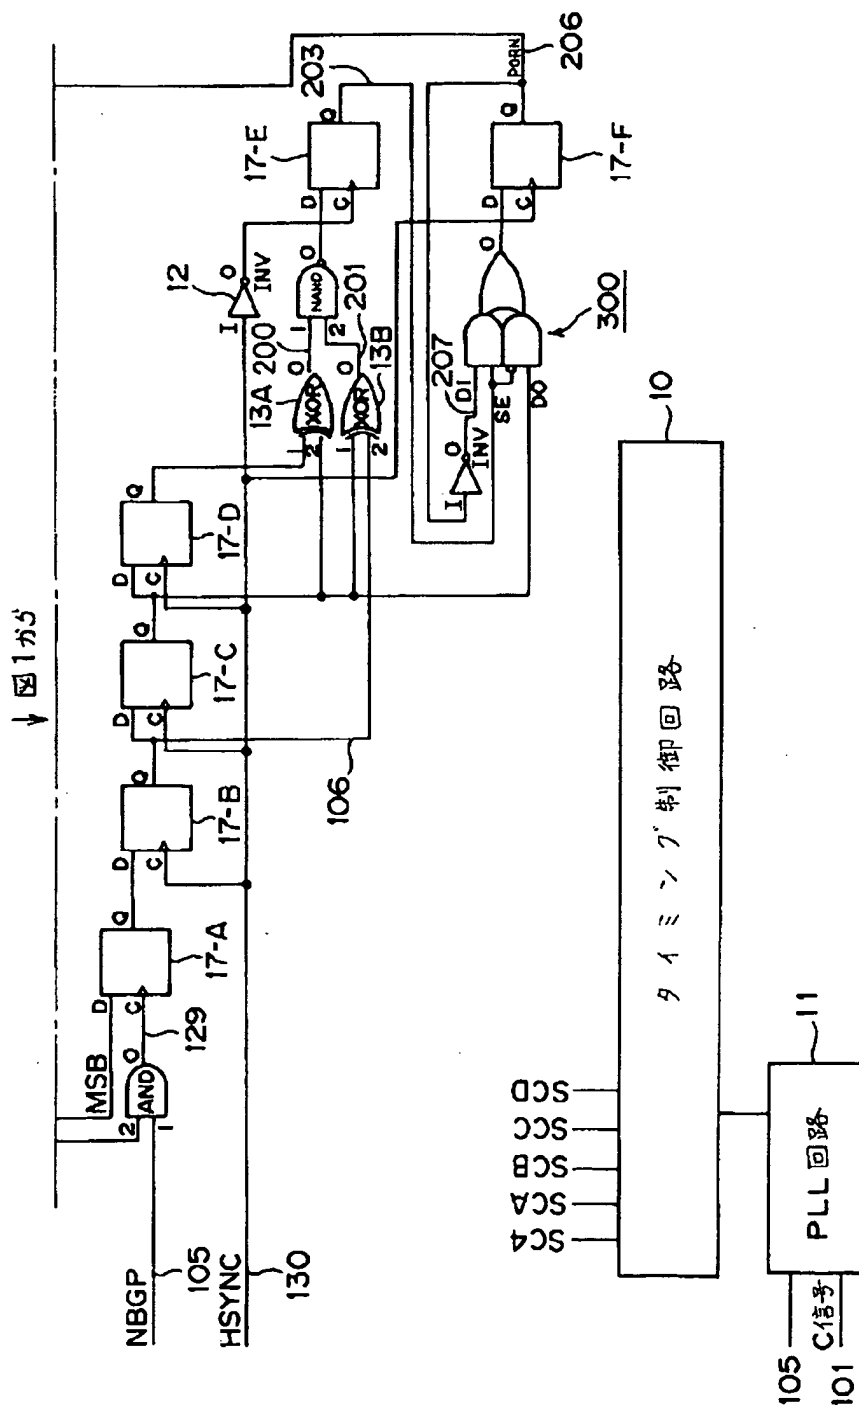 ↓ 図1から
NBGP
105
HSYNC
130
MSB
2
1
AND
O
129
D
C
Q
17-A
D
C
Q
17-B
106
D
C
Q
17-C
D
C
Q
17-D
I
O
INV
12
1
2
XOR
O
13A
200
1
2
XOR
O
13B
201
1
2
NAND
O
D
C
Q
17-E
203
I
O
INV
207
D1
SE
D0
O
300
D
C
Q
17-F
PORN
206
SC4
SCA
SCB
SCC
SCD
タイミング制御回路
10
PLL回路
11
105
C信号
101